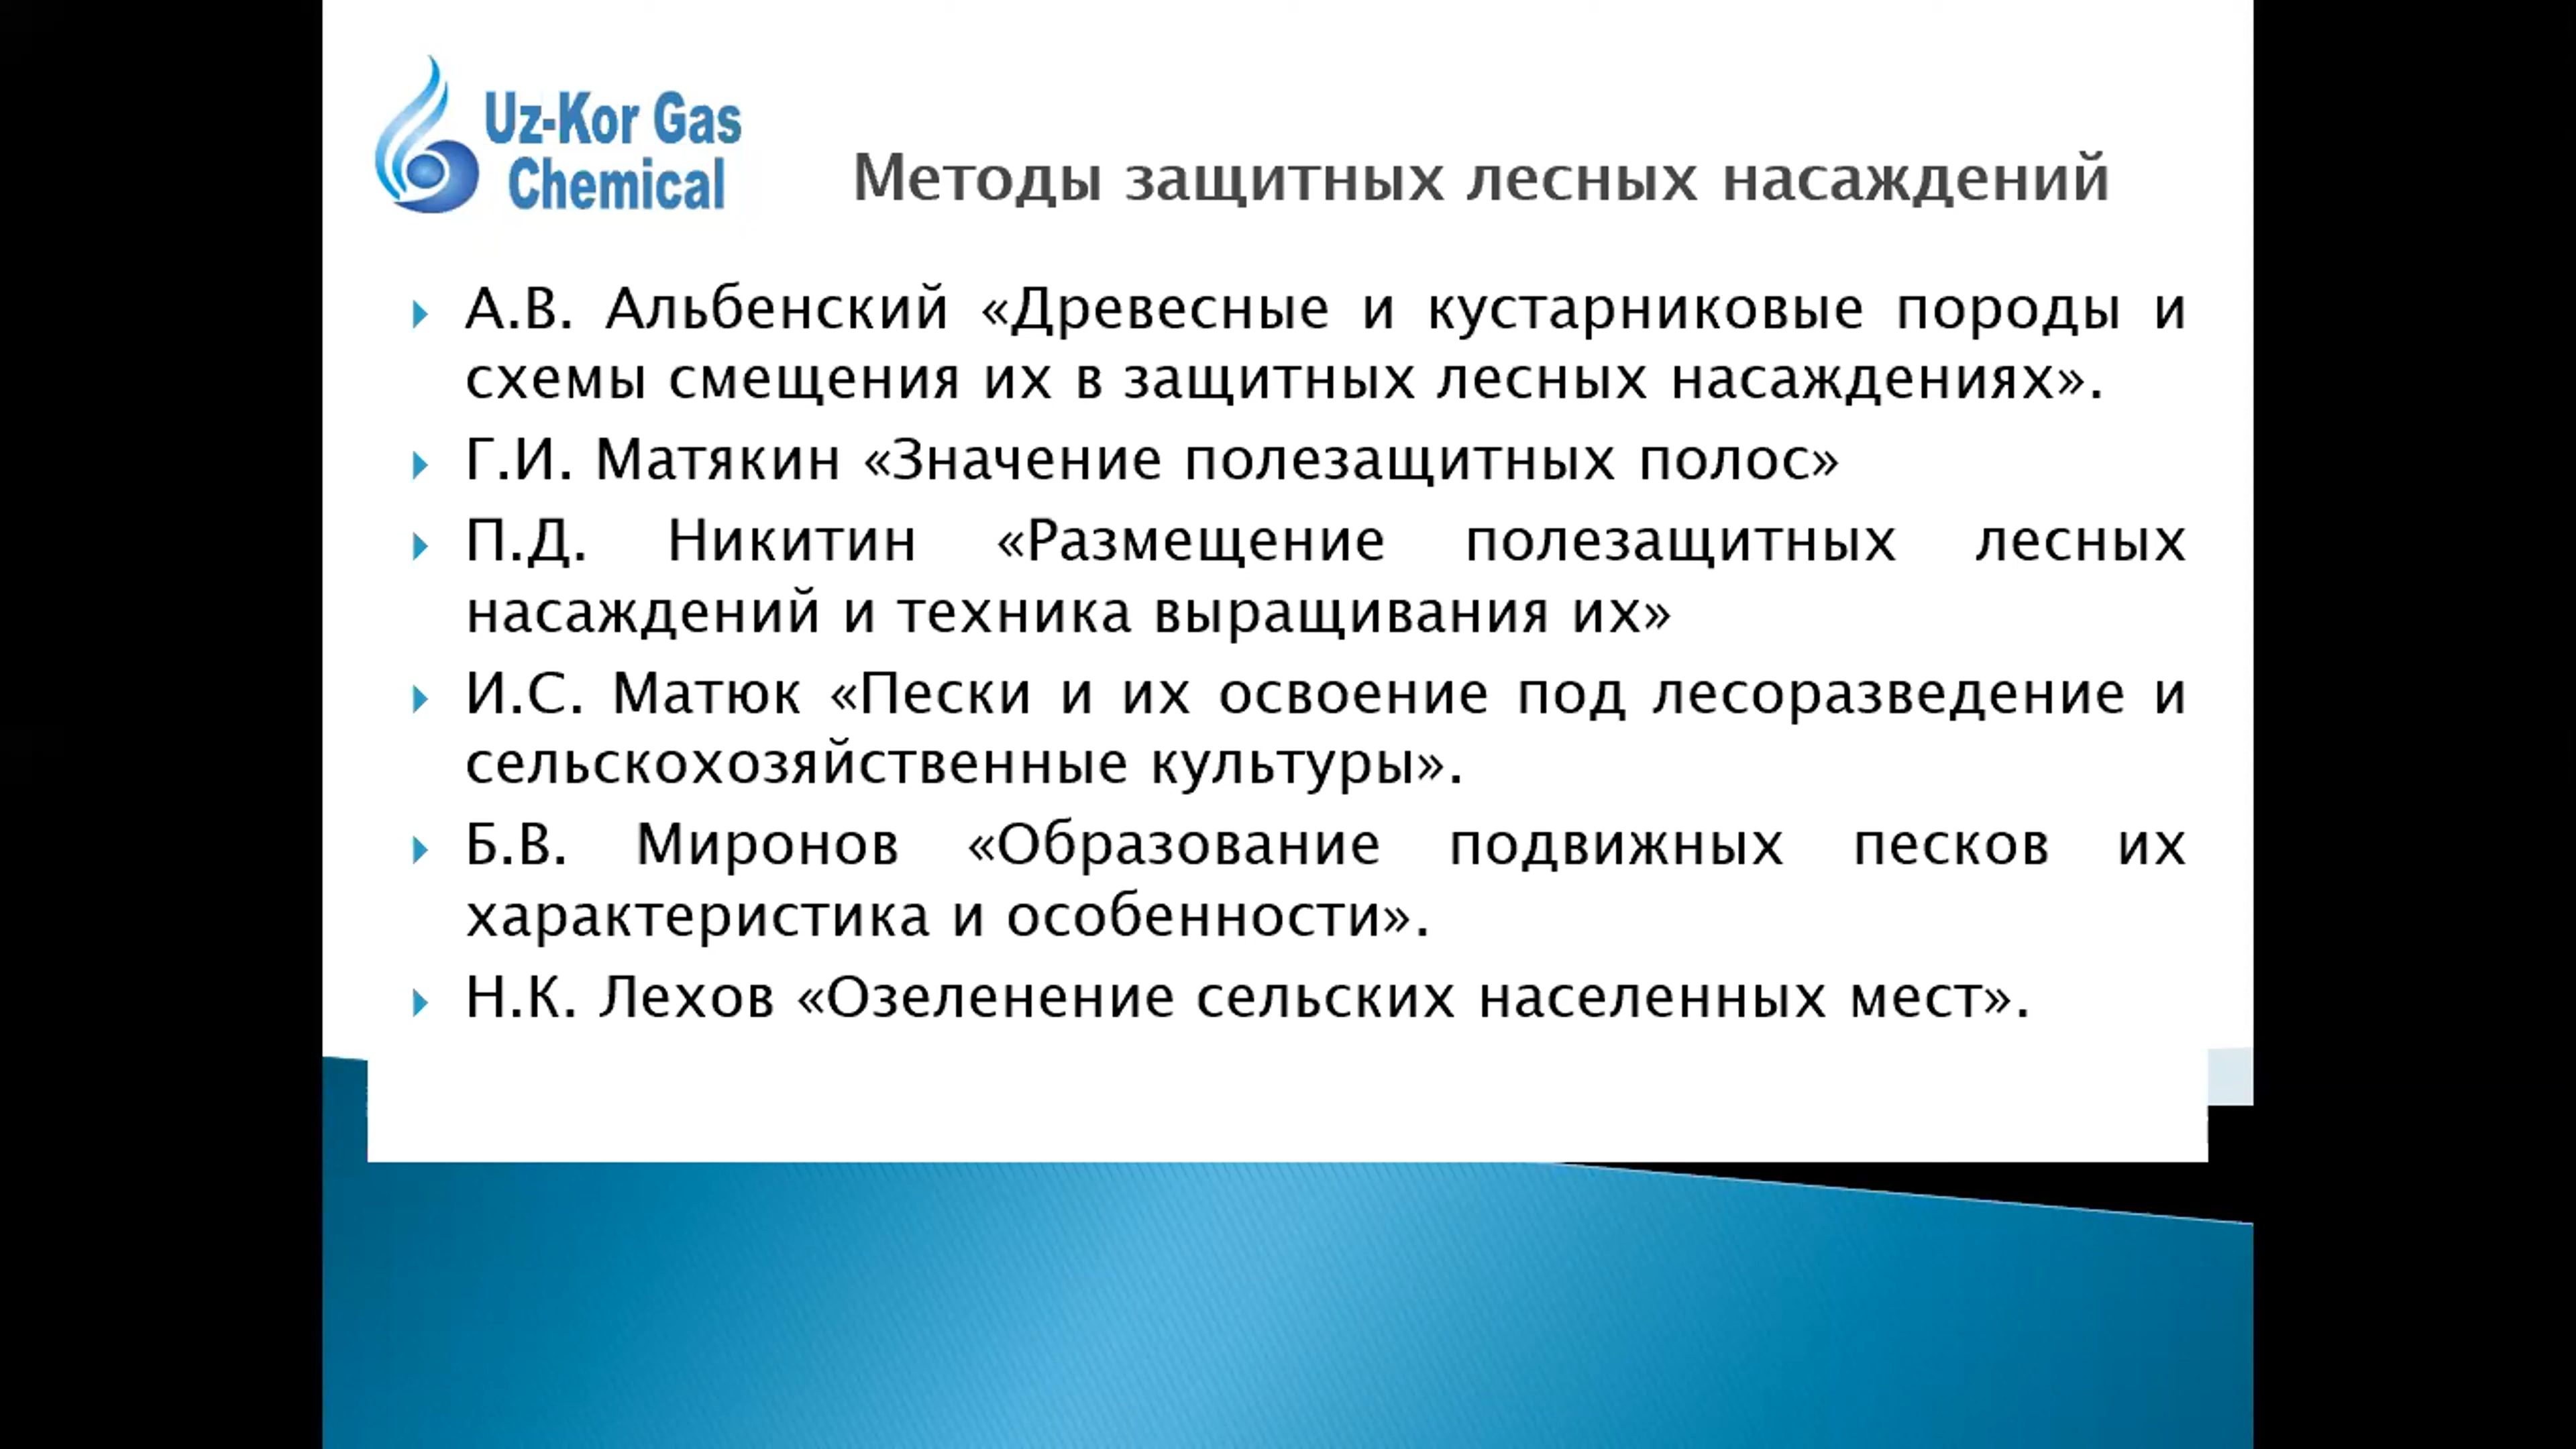 Uz-Kor Gas
Chemical
Методы защитных лесных насаждений
А.В. Альбенский «Древесные и кустарниковые породы и
схемы смещения их в защитных лесных насаждениях».
Г.И. Матякин «Значение полезащитных полос»
П.Д. Никитин «Размещение полезащитных лесных
насаждений и техника выращивания их»
И.С. Матюк «Пески и их освоение под лесоразведение и
сельскохозяйственные культуры».
Б.В. Миронов «Образование подвижных песков их
характеристика и особенности».
Н.К. Лехов «Озеленение сельских населенных мест».